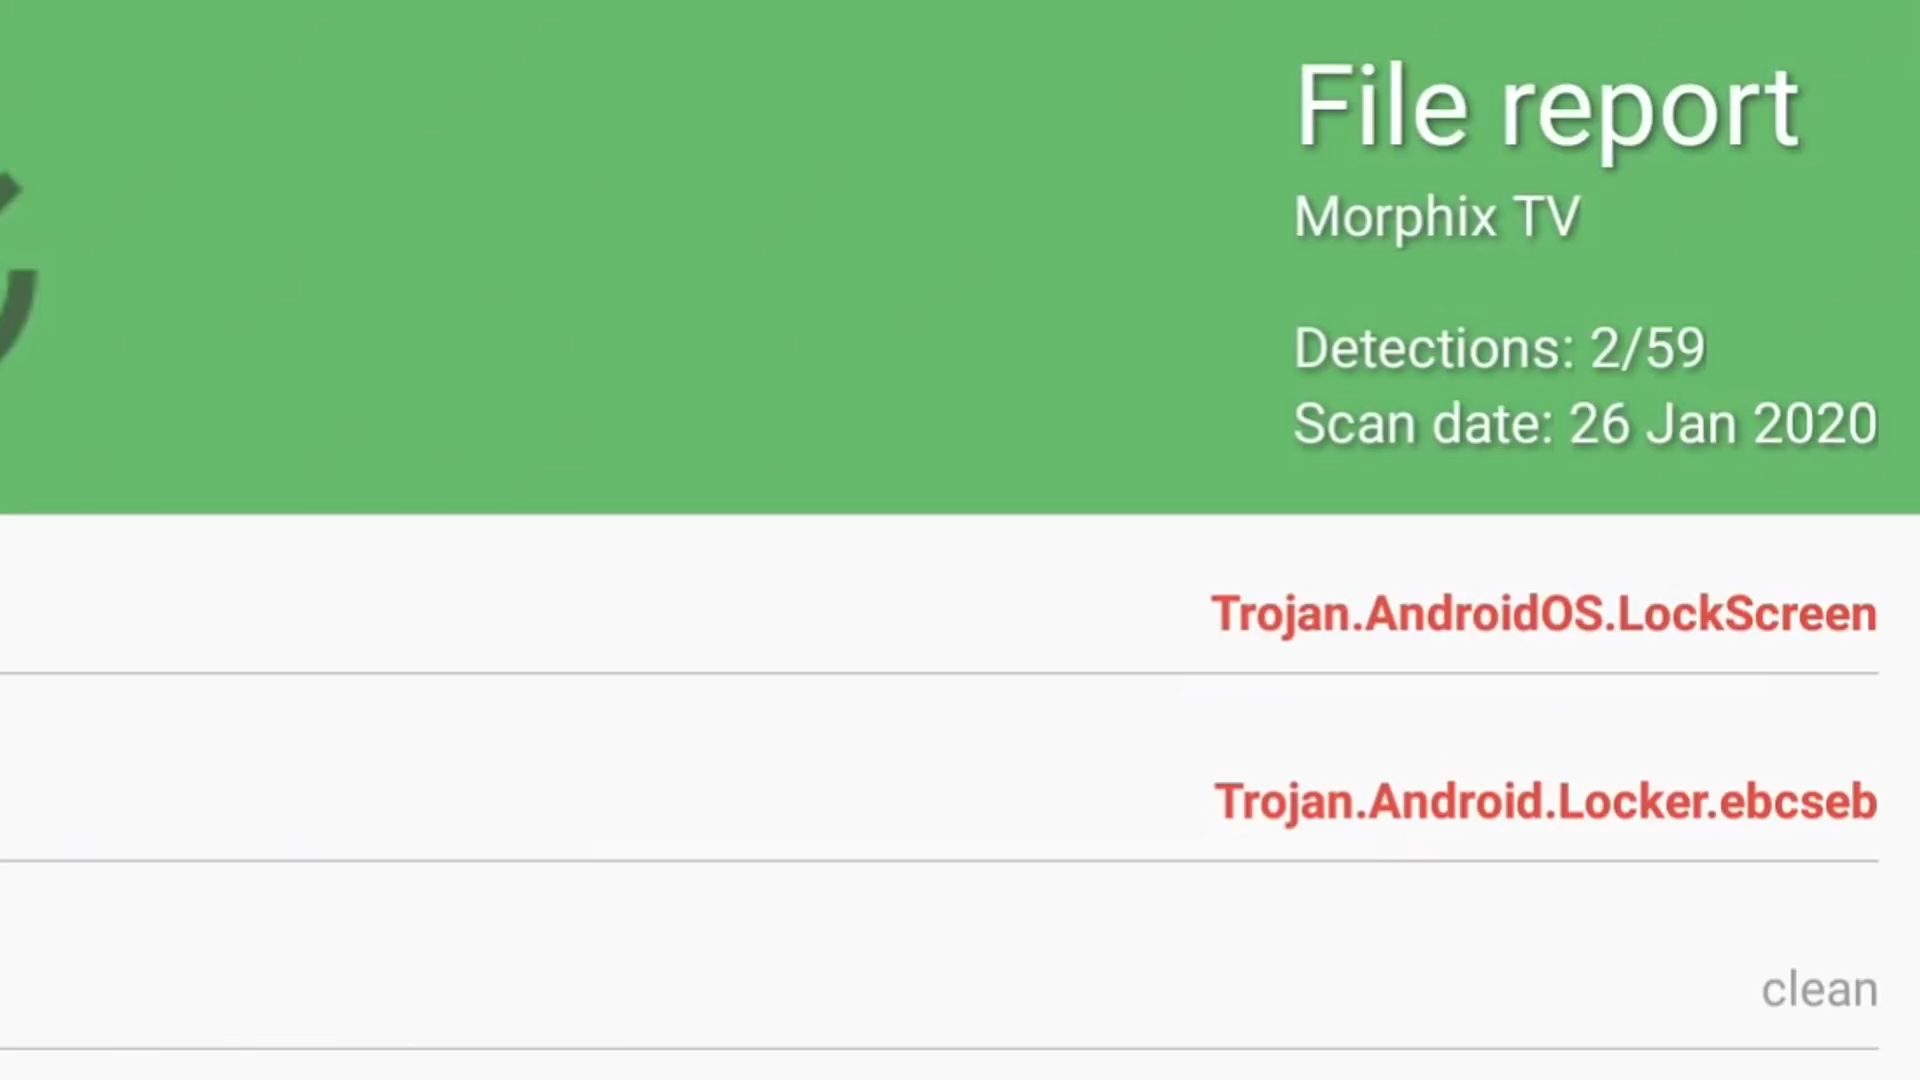 File report
Morphix TV
Detections: 2/59
Scan date: 26 Jan 2020
Trojan.AndroidOS.LockScreen
Trojan.Android.Locker.ebcseb
clean